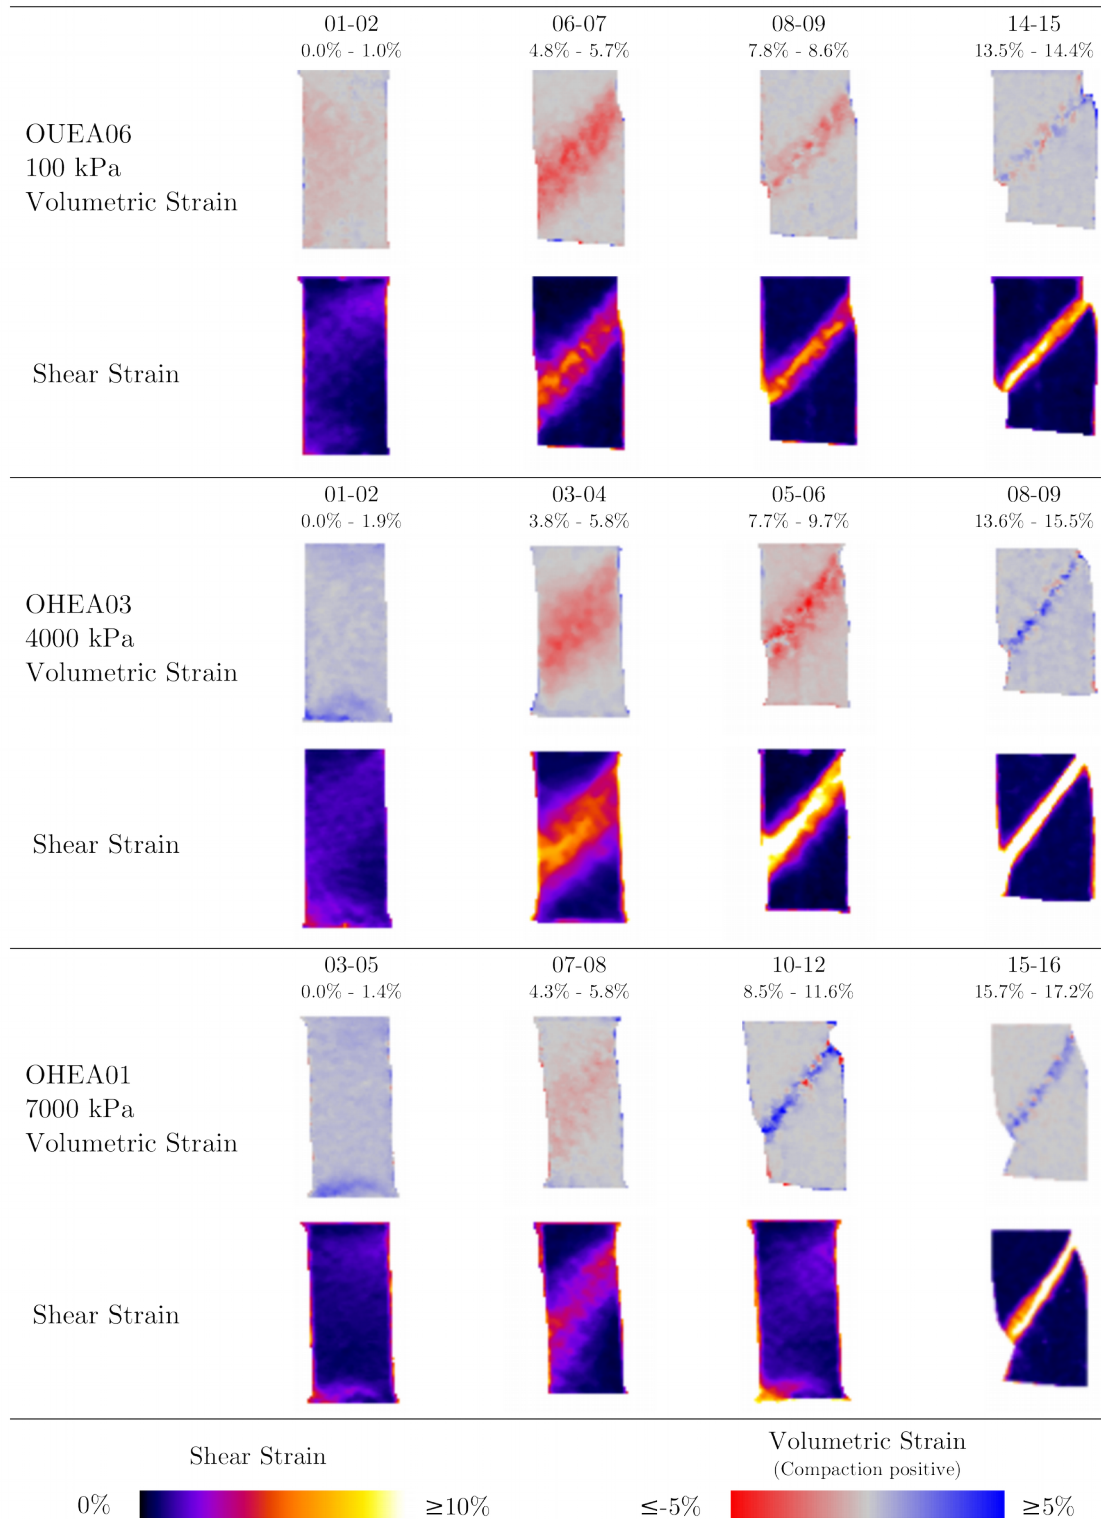 01-02 06-07 08-09 14-15
0.0% - 1.0% 4.8% - 5.7% 7.8% - 8.6% 13.5% - 14.4%
OUEA06
100 kPa
Volumetric Strain
Shear Strain
01-02 03-04 05-06 08-09
0.0% - 1.9% 3.8% - 5.8% 7.7% - 9.7% 13.6% - 15.5%
OHEA03
4000 kPa
Volumetric Strain
Shear Strain
03-05 07-08 10-12 15-16
0.0% - 1.4% 4.3% - 5.8% 8.5% - 11.6% 15.7% - 17.2%
OHEA01
7000 kPa
Volumetric Strain
Shear Strain
Shear Strain
0% ≥10%
Volumetric Strain
(Compaction positive)
≤-5% ≥5%